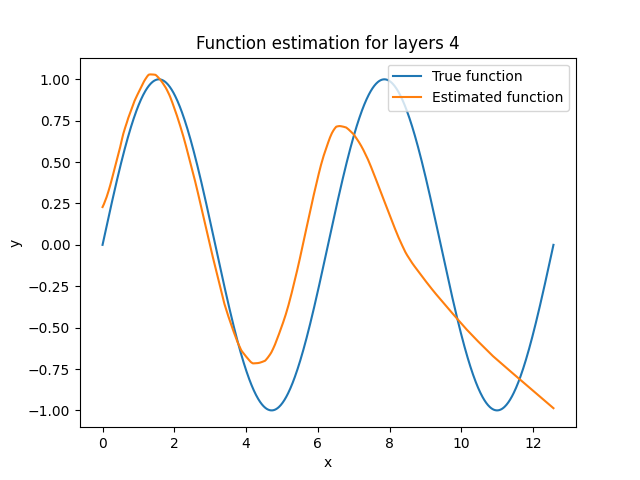 Function estimation for layers 4
True function
Estimated function
1.00
0.75
0.50
0.25
0.00
−0.25
−0.50
−0.75
−1.00
y
0 2 4 6 8 10 12
x